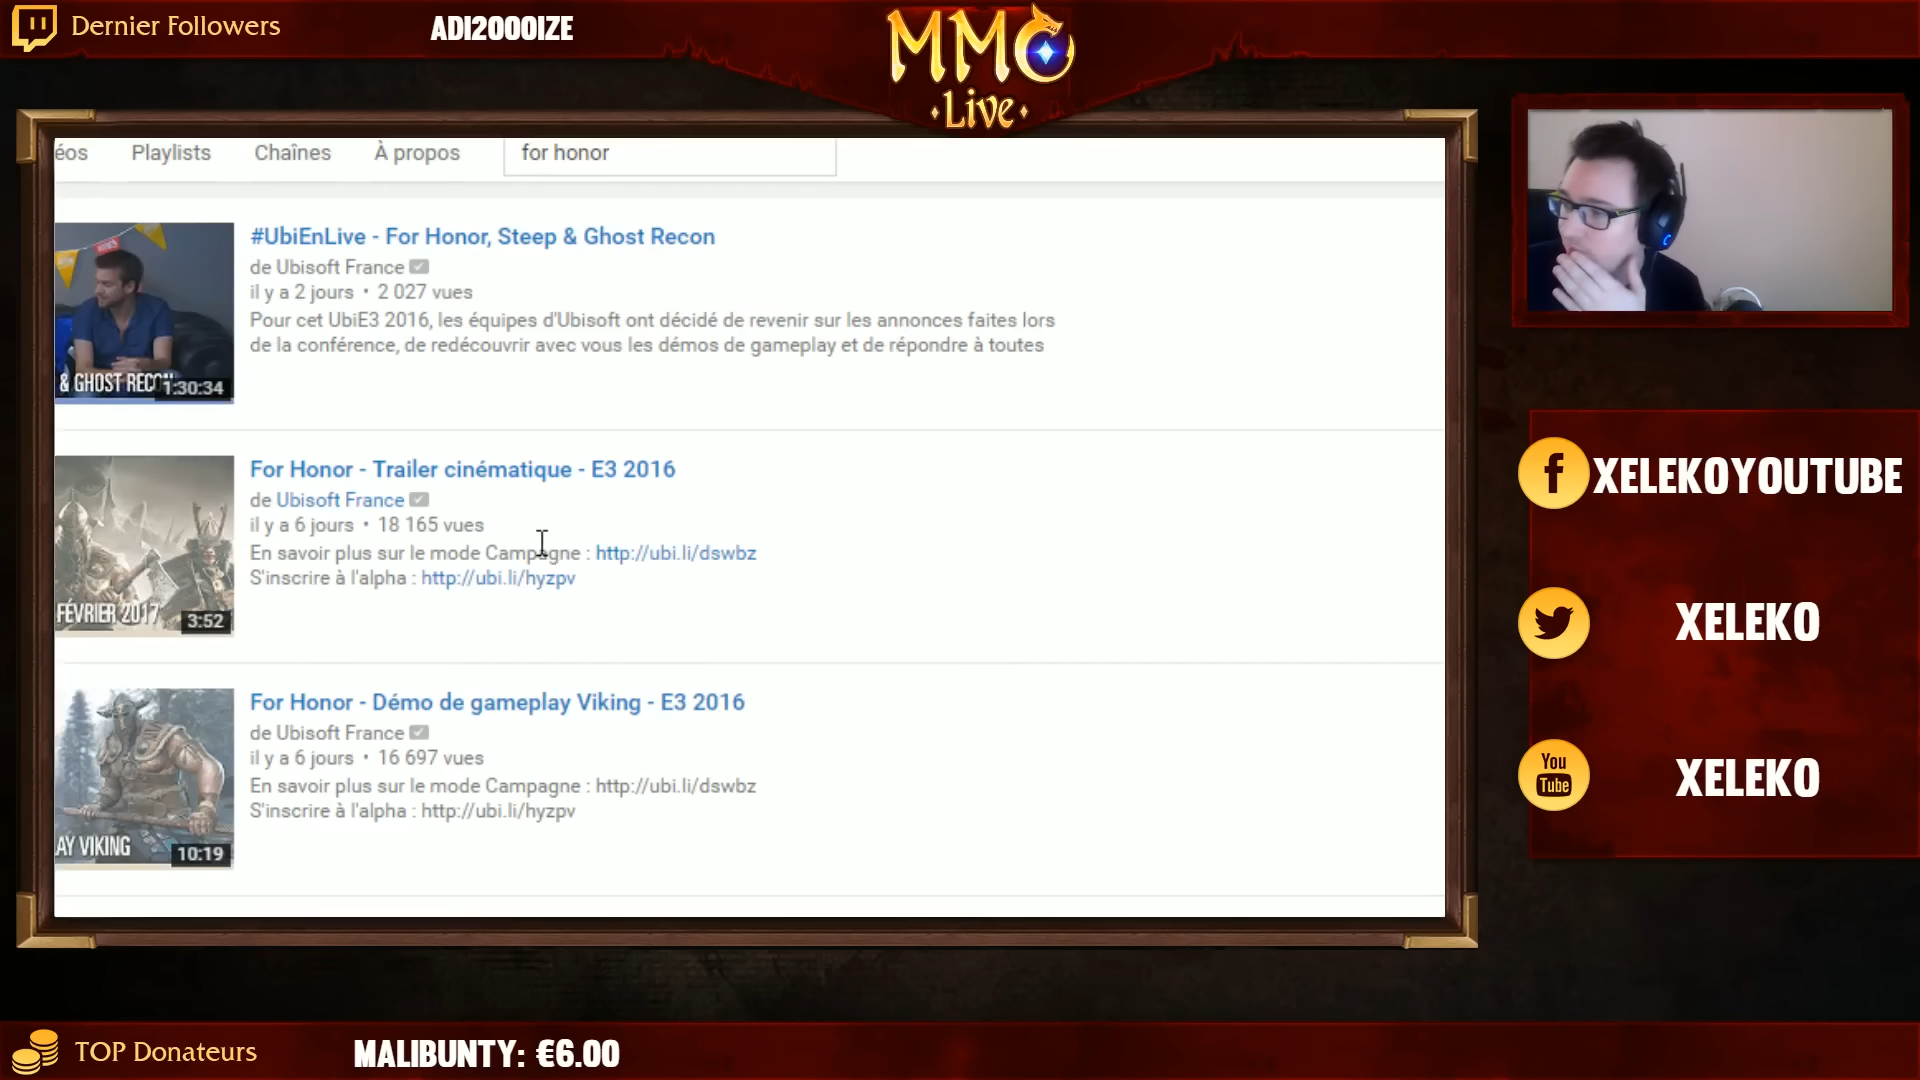 Dernier Followers
ADI2000IZE
MMO
Live
éos
Playlists
Chaînes
À propos
for honor
& GHOST RECON
1:30:34
#UbiEnLive - For Honor, Steep & Ghost Recon
de Ubisoft France
il y a 2 jours • 2 027 vues
Pour cet UbiE3 2016, les équipes d'Ubisoft ont décidé de revenir sur les annonces faites lors
de la conférence, de redécouvrir avec vous les démos de gameplay et de répondre à toutes
FÉVRIER 2017
3:52
For Honor - Trailer cinématique - E3 2016
de Ubisoft France
il y a 6 jours • 18 165 vues
En savoir plus sur le mode Campagne : http://ubi.li/dswbz
S'inscrire à l'alpha : http://ubi.li/hyzpv
AY VIKING
10:19
For Honor - Démo de gameplay Viking - E3 2016
de Ubisoft France
il y a 6 jours • 16 697 vues
En savoir plus sur le mode Campagne : http://ubi.li/dswbz
S'inscrire à l'alpha : http://ubi.li/hyzpv
f
XELEKOYOUTUBE
XELEKO
You
Tube
XELEKO
TOP Donateurs
MALIBUNTY: €6.00